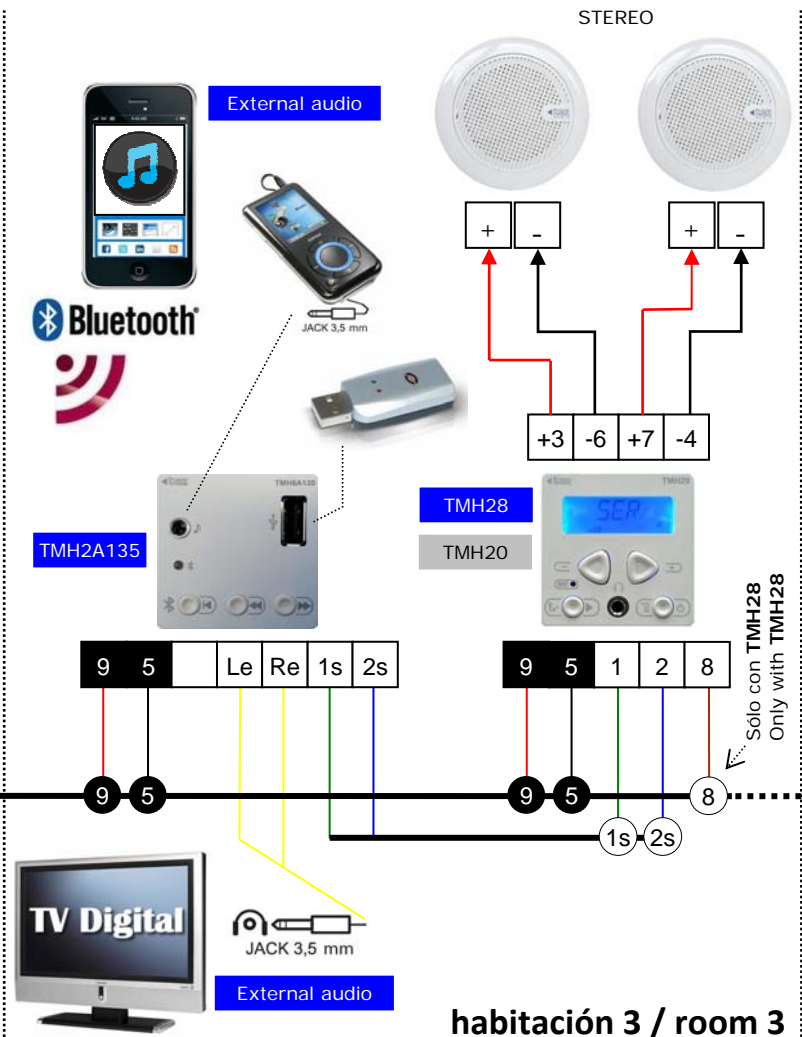 STEREO
External audio
Bluetooth®
JACK 3,5 mm
+ - + -
+3 -6 +7 -4
TMH6A135
TMH2A135
TMH28
TMH20
SER
9 5 Le Re 1s 2s
9 5 1 2 8
Sólo con TMH28
Only with TMH28
9 5 9 5 8
1s 2s
TV Digital
JACK 3,5 mm
External audio
habitación 3 / room 3